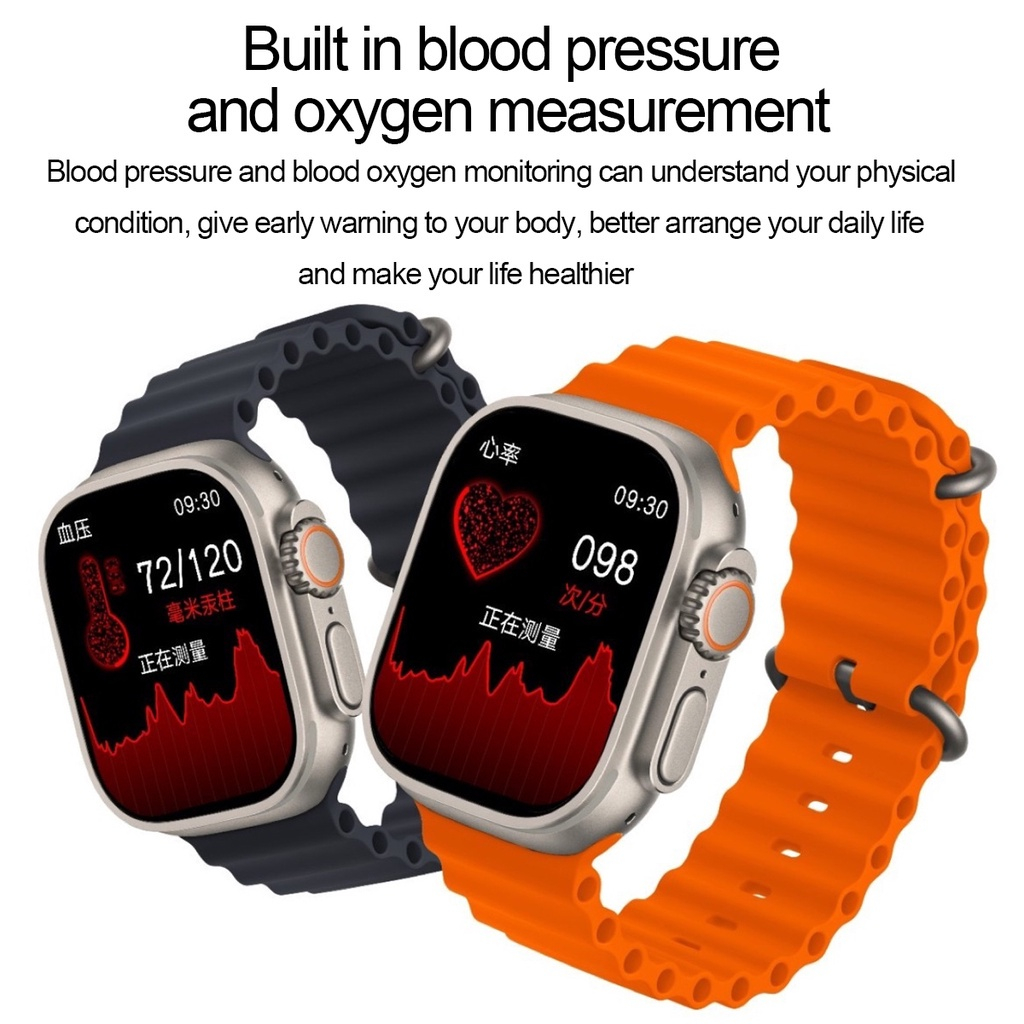 Built in blood pressure
and oxygen measurement
Blood pressure and blood oxygen monitoring can understand your physical
condition, give early warning to your body, better arrange your daily life
and make your life healthier
09:30
血压
72/120
毫米汞柱
正在测量
心率
09:30
098
次/分
正在测量